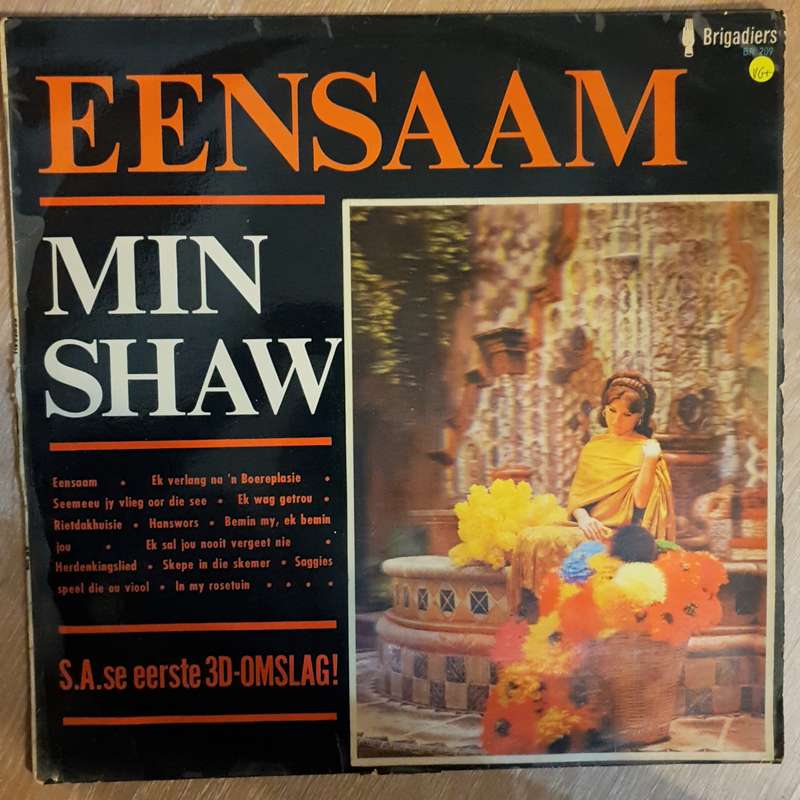 Brigadiers
BR 209
VG+
EENSAAM
MIN
SHAW
Eensaam • Ek verlang na 'n Boereplasie •
Seemeeu jy vlieg oor die see • Ek wag getrou •
Rietdakhuisie • Hanswors • Bemin my, ek bemin
jou • Ek sal jou nooit vergeet nie •
Herdenkingslied • Skepe in die skemer • Saggies
speel die ou viool • In my rosetuin • • • •
S.A. se eerste 3D-OMSLAG!